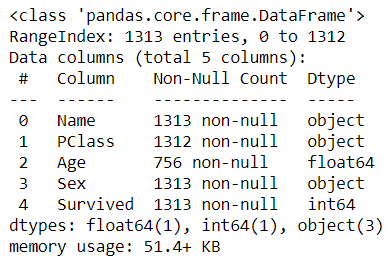 <class 'pandas.core.frame.DataFrame'>
RangeIndex: 1313 entries, 0 to 1312
Data columns (total 5 columns):
 #   Column    Non-Null Count  Dtype
---  ------    --------------  -----
 0   Name      1313 non-null   object
 1   PClass    1312 non-null   object
 2   Age       756 non-null    float64
 3   Sex       1313 non-null   object
 4   Survived  1313 non-null   int64
dtypes: float64(1), int64(1), object(3)
memory usage: 51.4+ KB